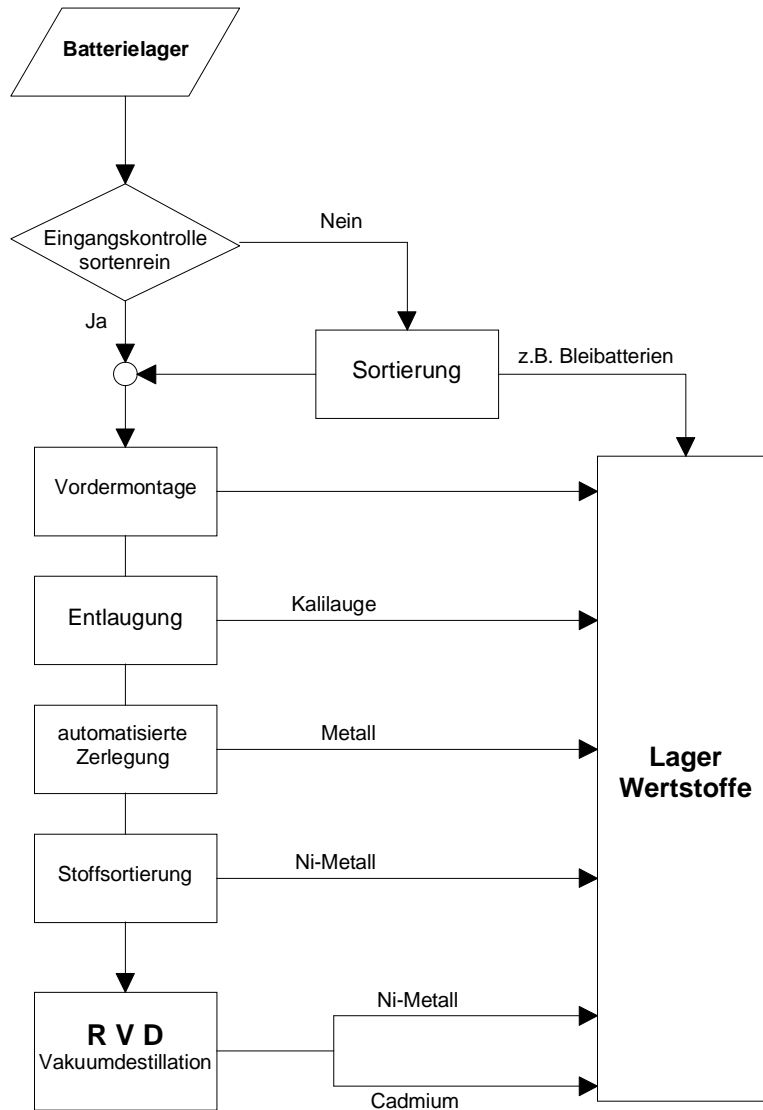 Batterielager
Eingangskontrolle
sortenrein
Nein
Ja
Sortierung
z.B. Bleibatterien
Vordermontage
Entlaugung
Kalilauge
automatisierte
Zerlegung
Metall
Lager
Wertstoffe
Stoffsortierung
Ni-Metall
R V D
Vakuumdestillation
Ni-Metall
Cadmium